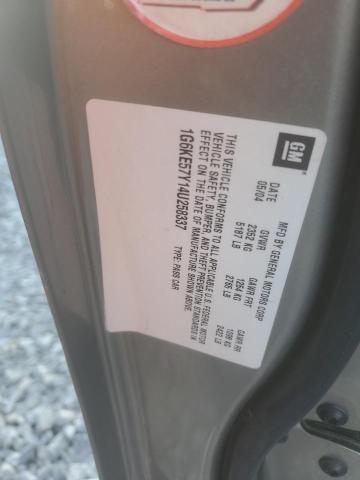 GM
MFD BY GENERAL MOTORS CORP
DATE GVWR GAWR FRT GAWR RR
05/04 2352 KG 1254 KG 1098 KG
5187 LB 2765 LB 2422 LB
THIS VEHICLE CONFORMS TO ALL APPLICABLE U.S. FEDERAL MOTOR
VEHICLE SAFETY, BUMPER, AND THEFT PREVENTION STANDARDS IN
EFFECT ON THE DATE OF MANUFACTURE SHOWN ABOVE.
1G6KE57Y14U258337 TYPE: PASS CAR